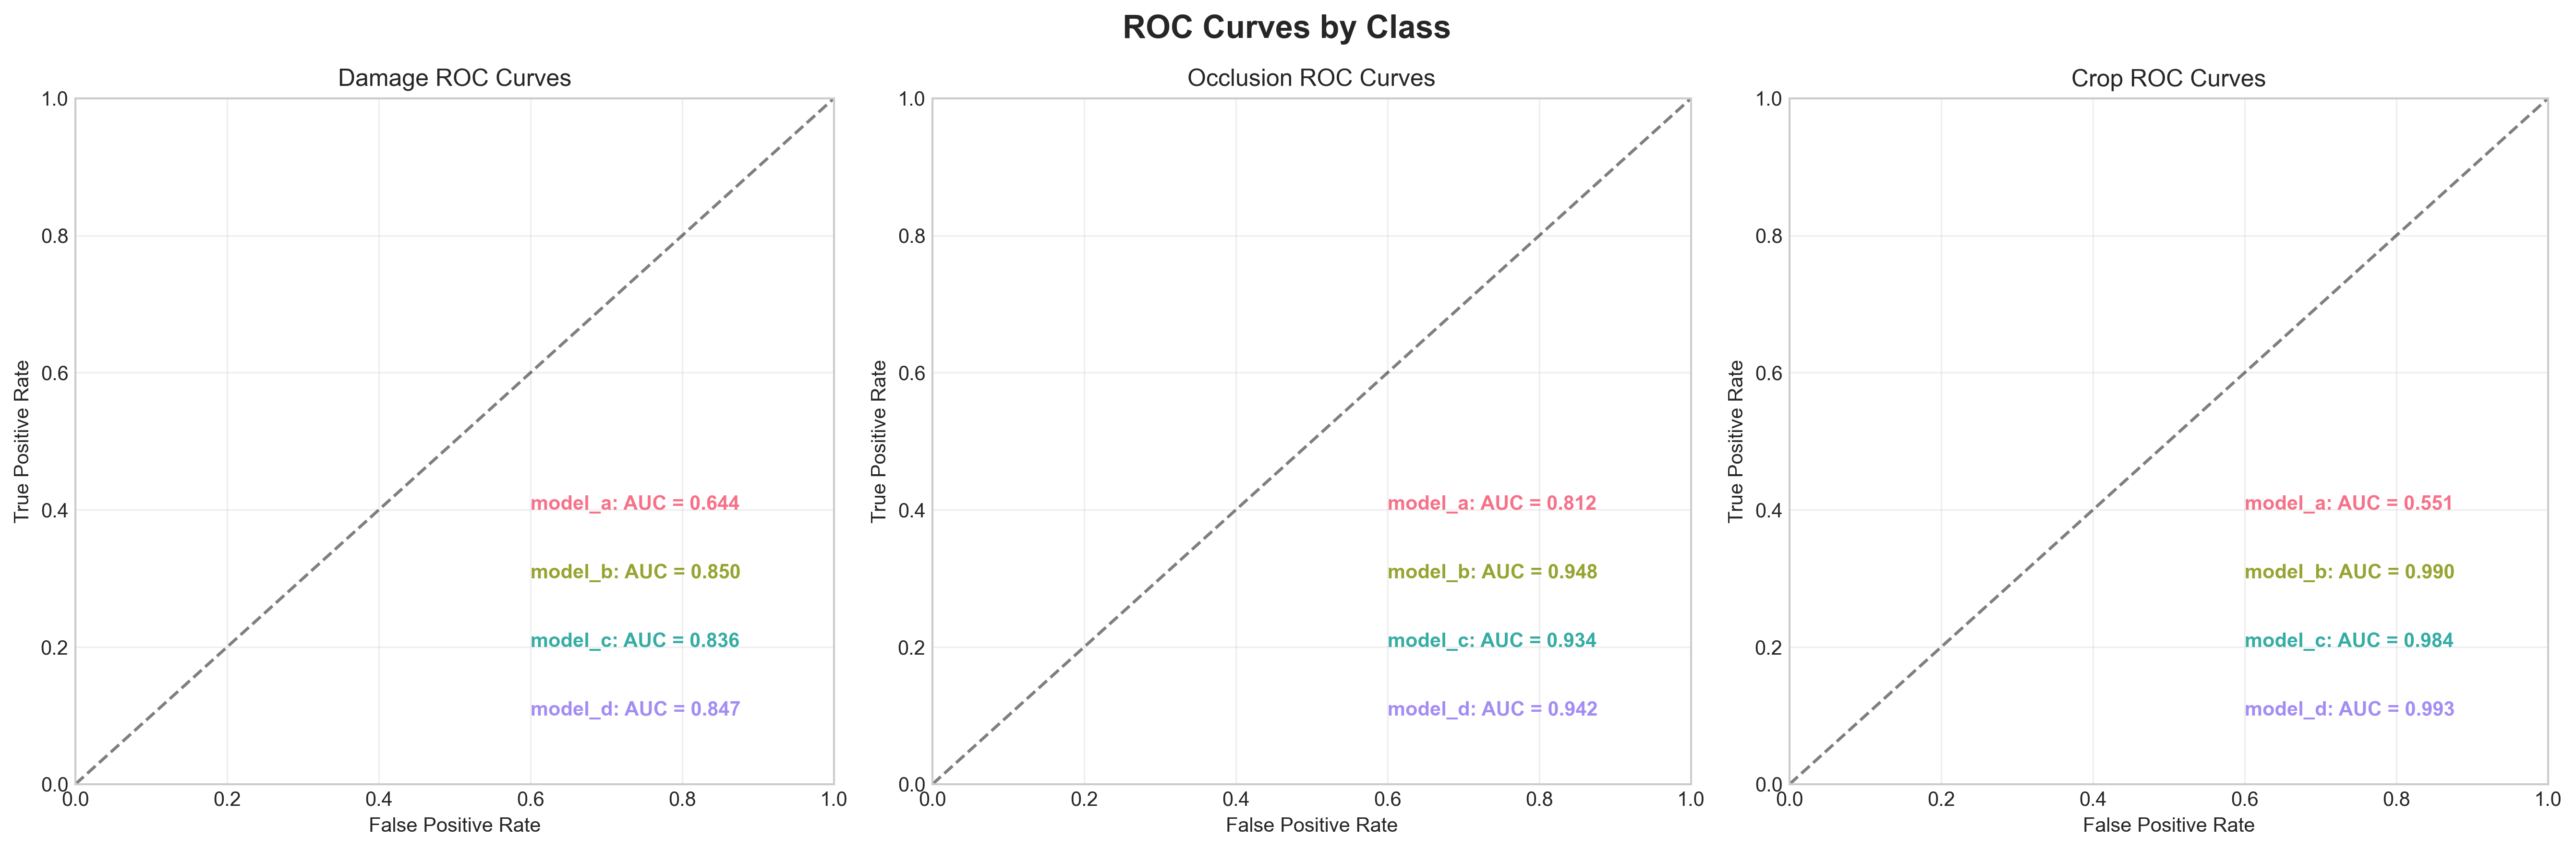 ROC Curves by Class
Damage ROC Curves
True Positive Rate
1.0
0.8
0.6
0.4
0.2
0.0
model_a: AUC = 0.644
model_b: AUC = 0.850
model_c: AUC = 0.836
model_d: AUC = 0.847
0.0 0.2 0.4 0.6 0.8 1.0
False Positive Rate
Occlusion ROC Curves
True Positive Rate
1.0
0.8
0.6
0.4
0.2
0.0
model_a: AUC = 0.812
model_b: AUC = 0.948
model_c: AUC = 0.934
model_d: AUC = 0.942
0.0 0.2 0.4 0.6 0.8 1.0
False Positive Rate
Crop ROC Curves
True Positive Rate
1.0
0.8
0.6
0.4
0.2
0.0
model_a: AUC = 0.551
model_b: AUC = 0.990
model_c: AUC = 0.984
model_d: AUC = 0.993
0.0 0.2 0.4 0.6 0.8 1.0
False Positive Rate